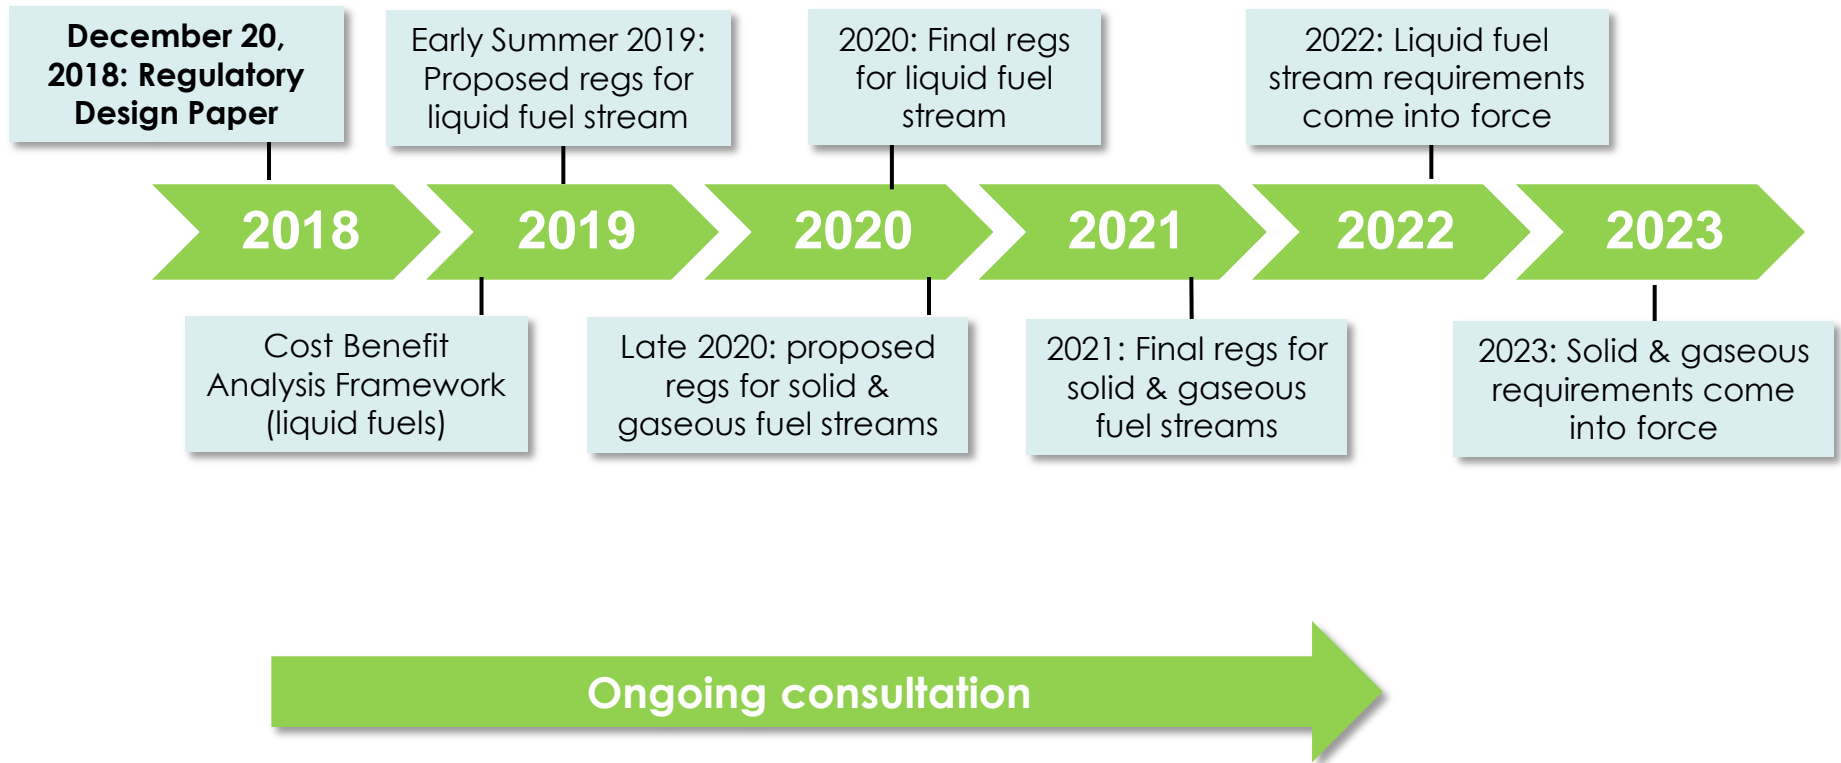 December 20,
2018: Regulatory
Design Paper
Early Summer 2019:
Proposed regs for
liquid fuel stream
2020: Final regs
for liquid fuel
stream
2022: Liquid fuel
stream requirements
come into force
2018
2019
2020
2021
2022
2023
Cost Benefit
Analysis Framework
(liquid fuels)
Late 2020: proposed
regs for solid &
gaseous fuel streams
2021: Final regs for
solid & gaseous
fuel streams
2023: Solid & gaseous
requirements come
into force
Ongoing consultation